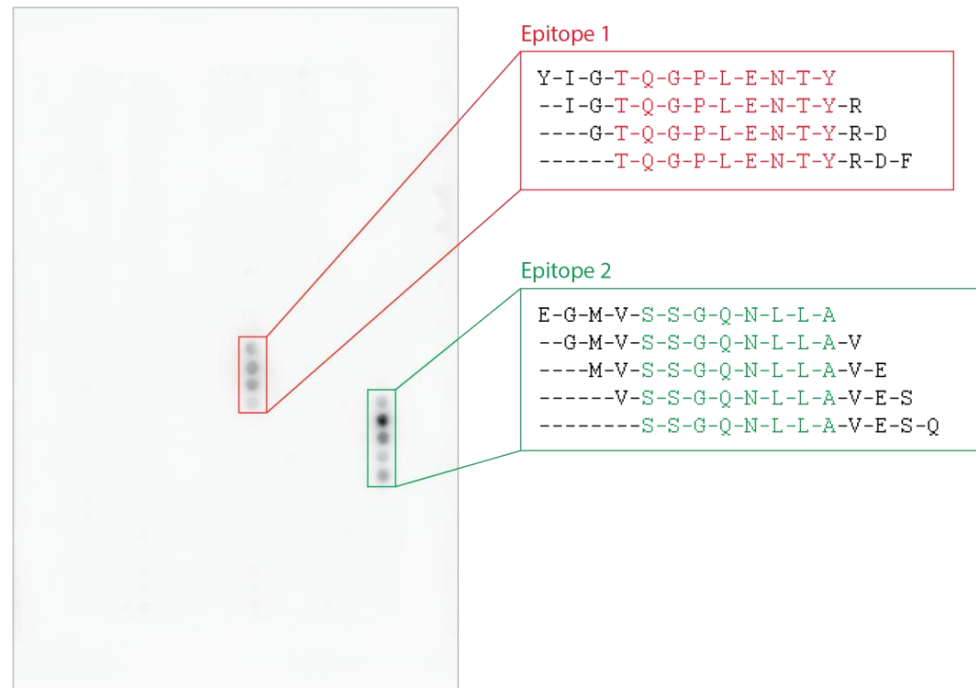 Epitope 1
Y-I-G-T-Q-G-P-L-E-N-T-Y
--I-G-T-Q-G-P-L-E-N-T-Y-R
----G-T-Q-G-P-L-E-N-T-Y-R-D
------T-Q-G-P-L-E-N-T-Y-R-D-F
Epitope 2
E-G-M-V-S-S-G-Q-N-L-L-A
--G-M-V-S-S-G-Q-N-L-L-A-V
----M-V-S-S-G-Q-N-L-L-A-V-E
------V-S-S-G-Q-N-L-L-A-V-E-S
--------S-S-G-Q-N-L-L-A-V-E-S-Q